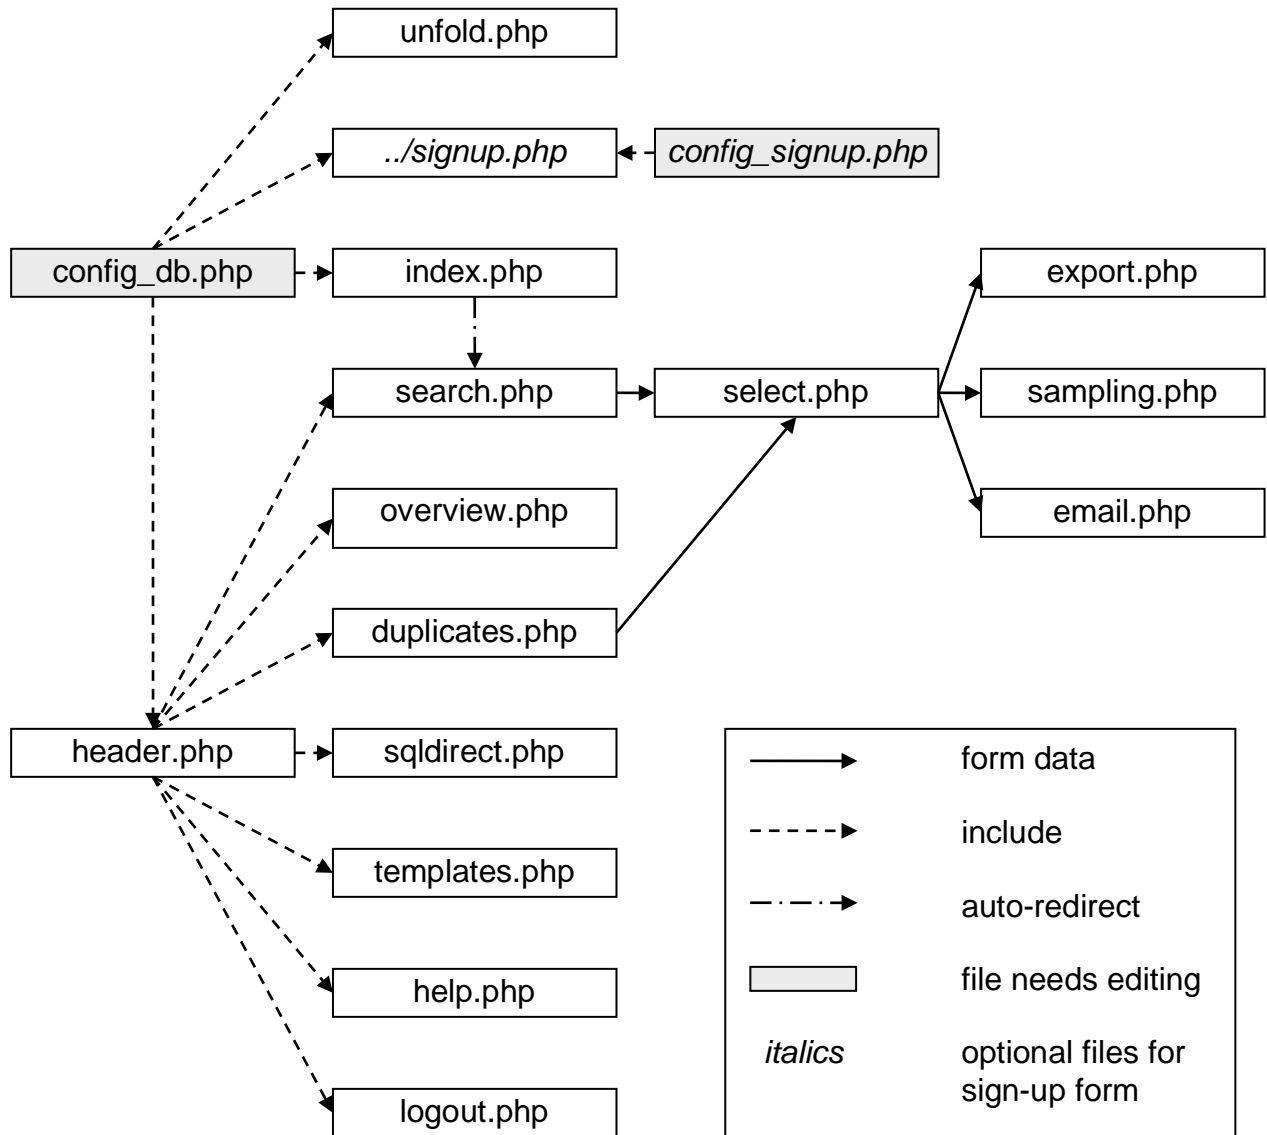 unfold.php
../signup.php
config_signup.php
config_db.php
index.php
export.php
search.php
select.php
sampling.php
overview.php
email.php
duplicates.php
header.php
sqldirect.php
templates.php
help.php
logout.php
form data
include
auto-redirect
file needs editing
italics
optional files for
sign-up form